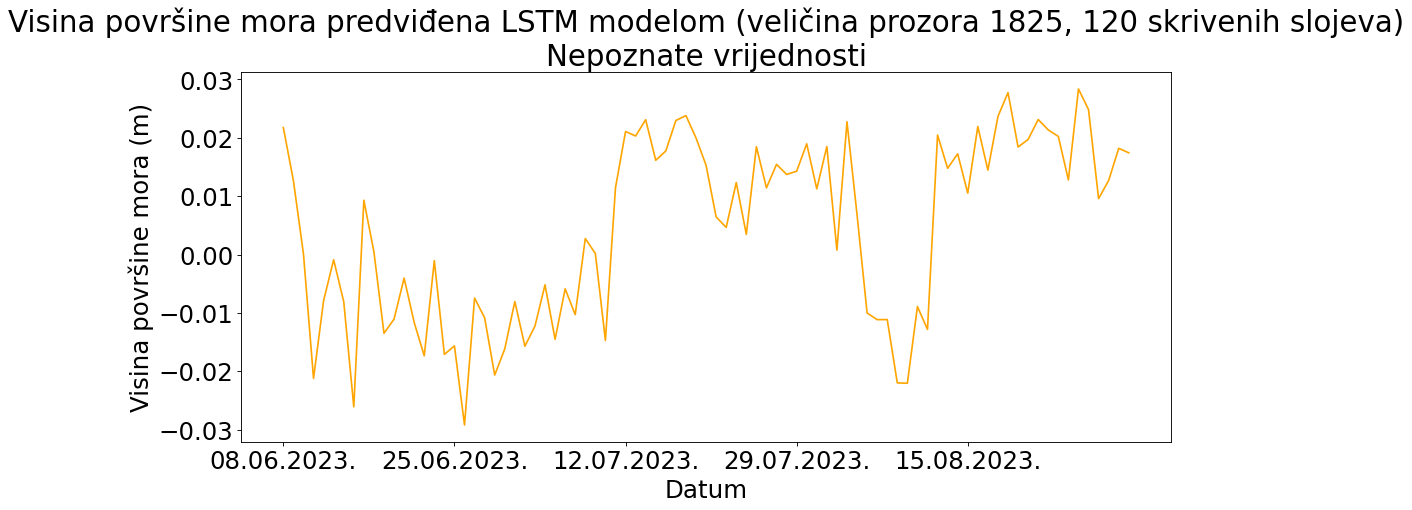 Visina površine mora predviđena LSTM modelom (veličina prozora 1825, 120 skrivenih slojeva)
Nepoznate vrijednosti
Visina površine mora (m)
0.03
0.02
0.01
0.00
−0.01
−0.02
−0.03
08.06.2023. 25.06.2023. 12.07.2023. 29.07.2023. 15.08.2023.
Datum